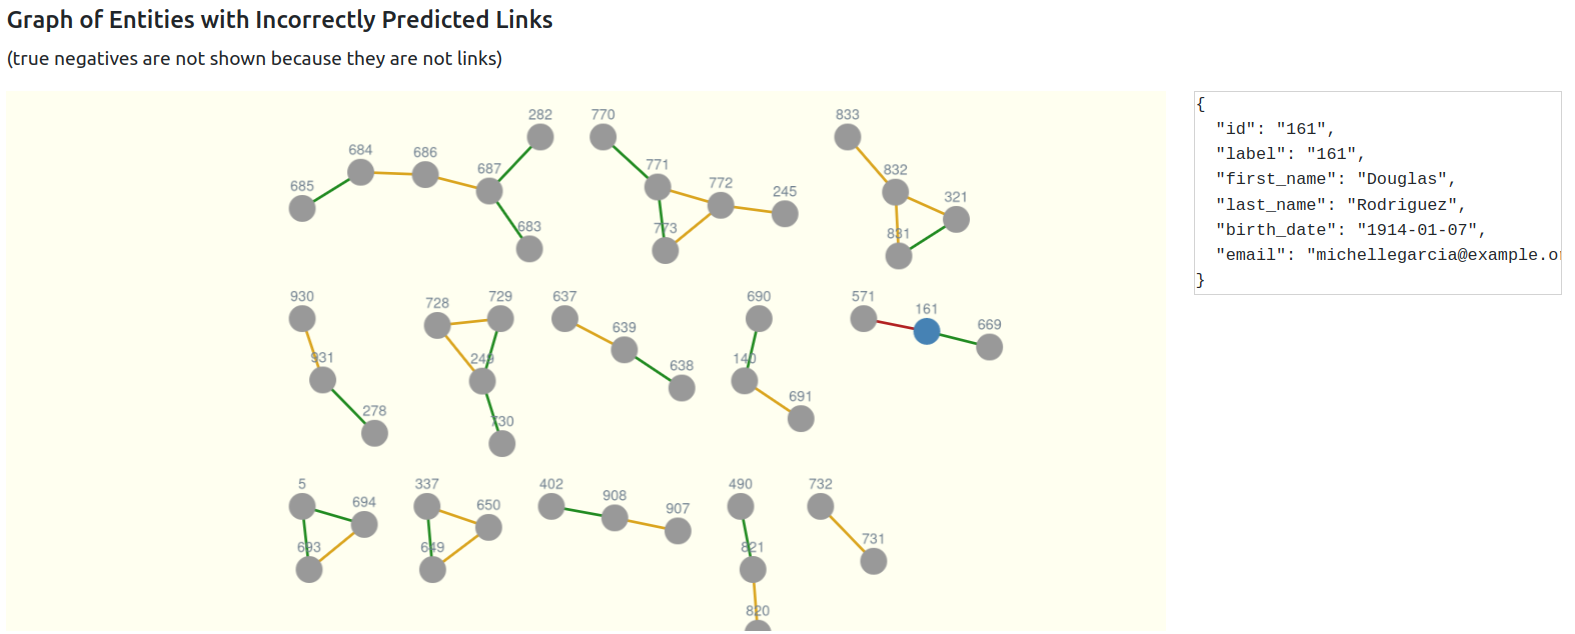 Graph of Entities with Incorrectly Predicted Links
(true negatives are not shown because they are not links)
282 770 833
684 686 687 771 772 245 832 321
685 683 773 831
{
"id": "161",
"label": "161",
"first_name": "Douglas",
"last_name": "Rodriguez",
"birth_date": "1914-01-07",
"email": "michellegarcia@example.or
}
930 728 729 637 690 571 161 669
931 249 639 638 140 691
278 730
5 694 337 650 402 908 907 490 732
693 649 821 731
820